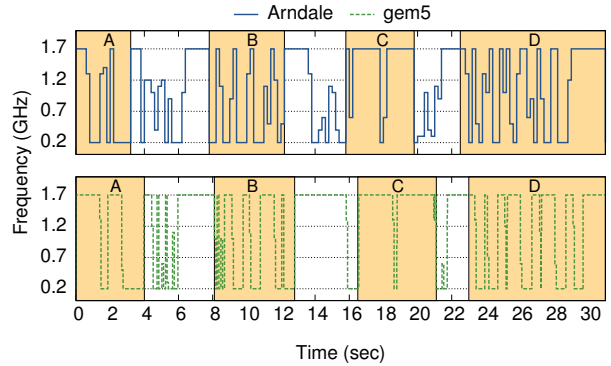 Arndale gem5
A B C D
1.7
1.2
0.7
0.2
Frequency (GHz)
A B C D
1.7
1.2
0.7
0.2
0 2 4 6 8 10 12 14 16 18 20 22 24 26 28 30
Time (sec)